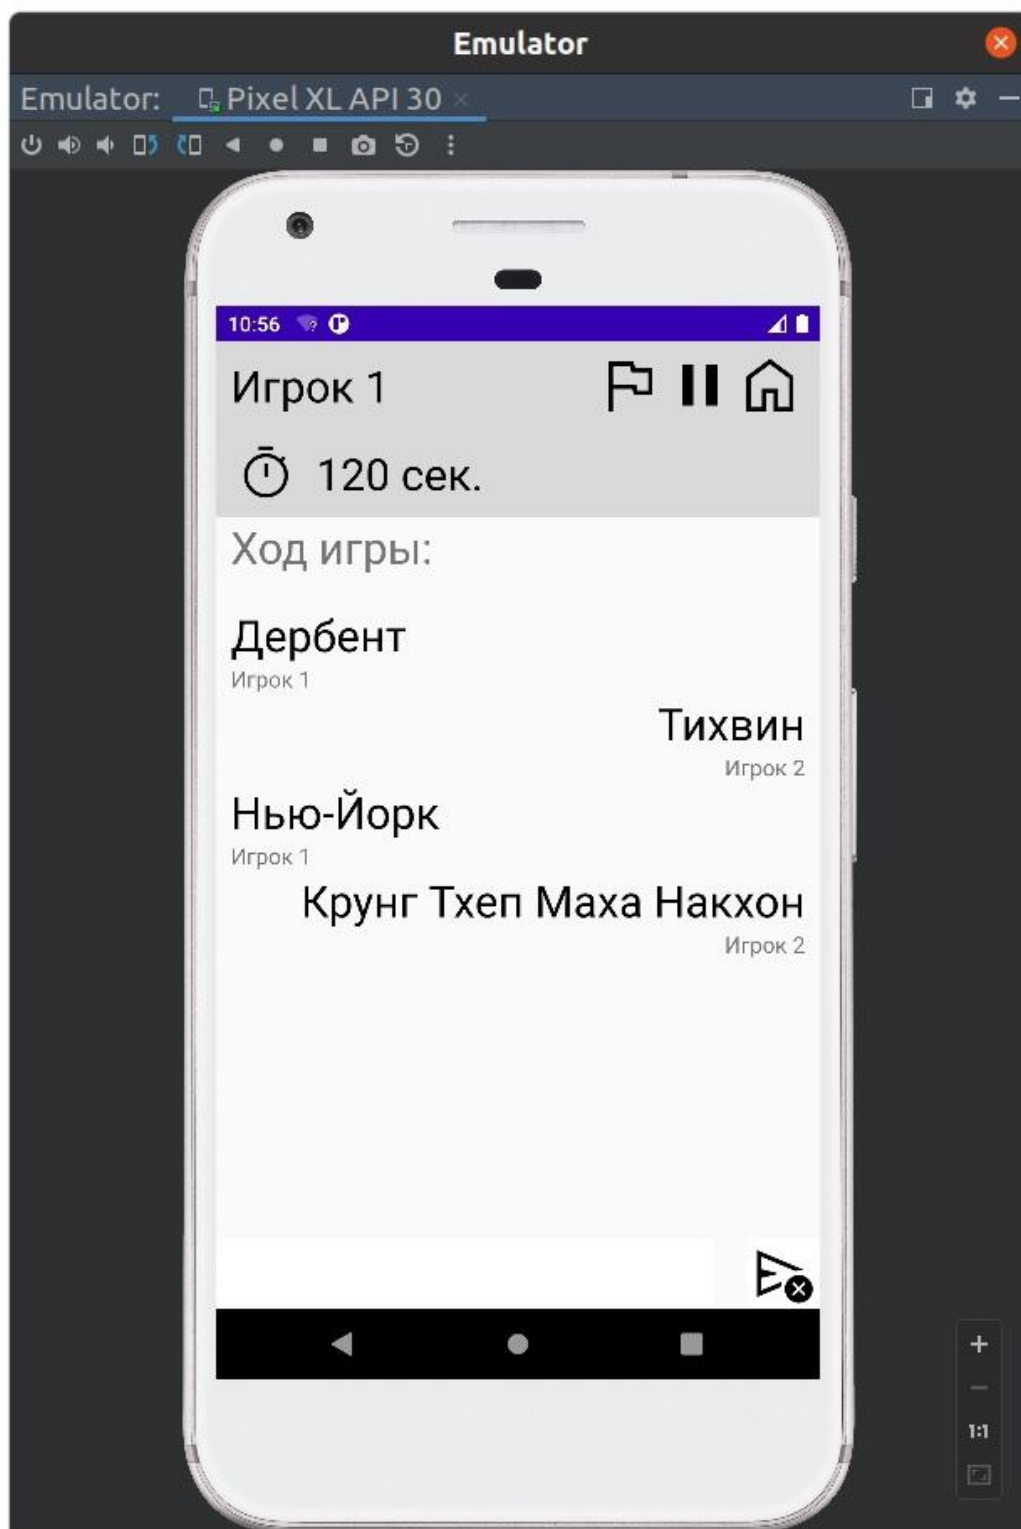 Emulator
Emulator: Pixel XL API 30
10:56
Игрок 1
120 сек.
Ход игры:
Дербент
Игрок 1
Тихвин
Игрок 2
Нью-Йорк
Игрок 1
Крунг Тхеп Маха Накхон
Игрок 2
1:1